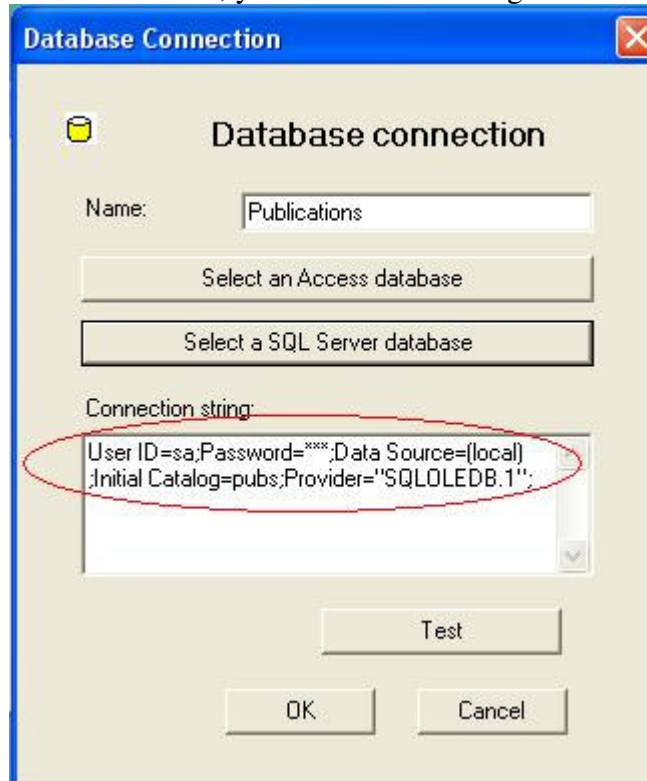 Database Connection
Database connection
Name: Publications
Select an Access database
Select a SQL Server database
Connection string:
User ID=sa;Password=***;Data Source=(local)
;Initial Catalog=pubs;Provider="SQLOLEDB.1";
Test
OK Cancel